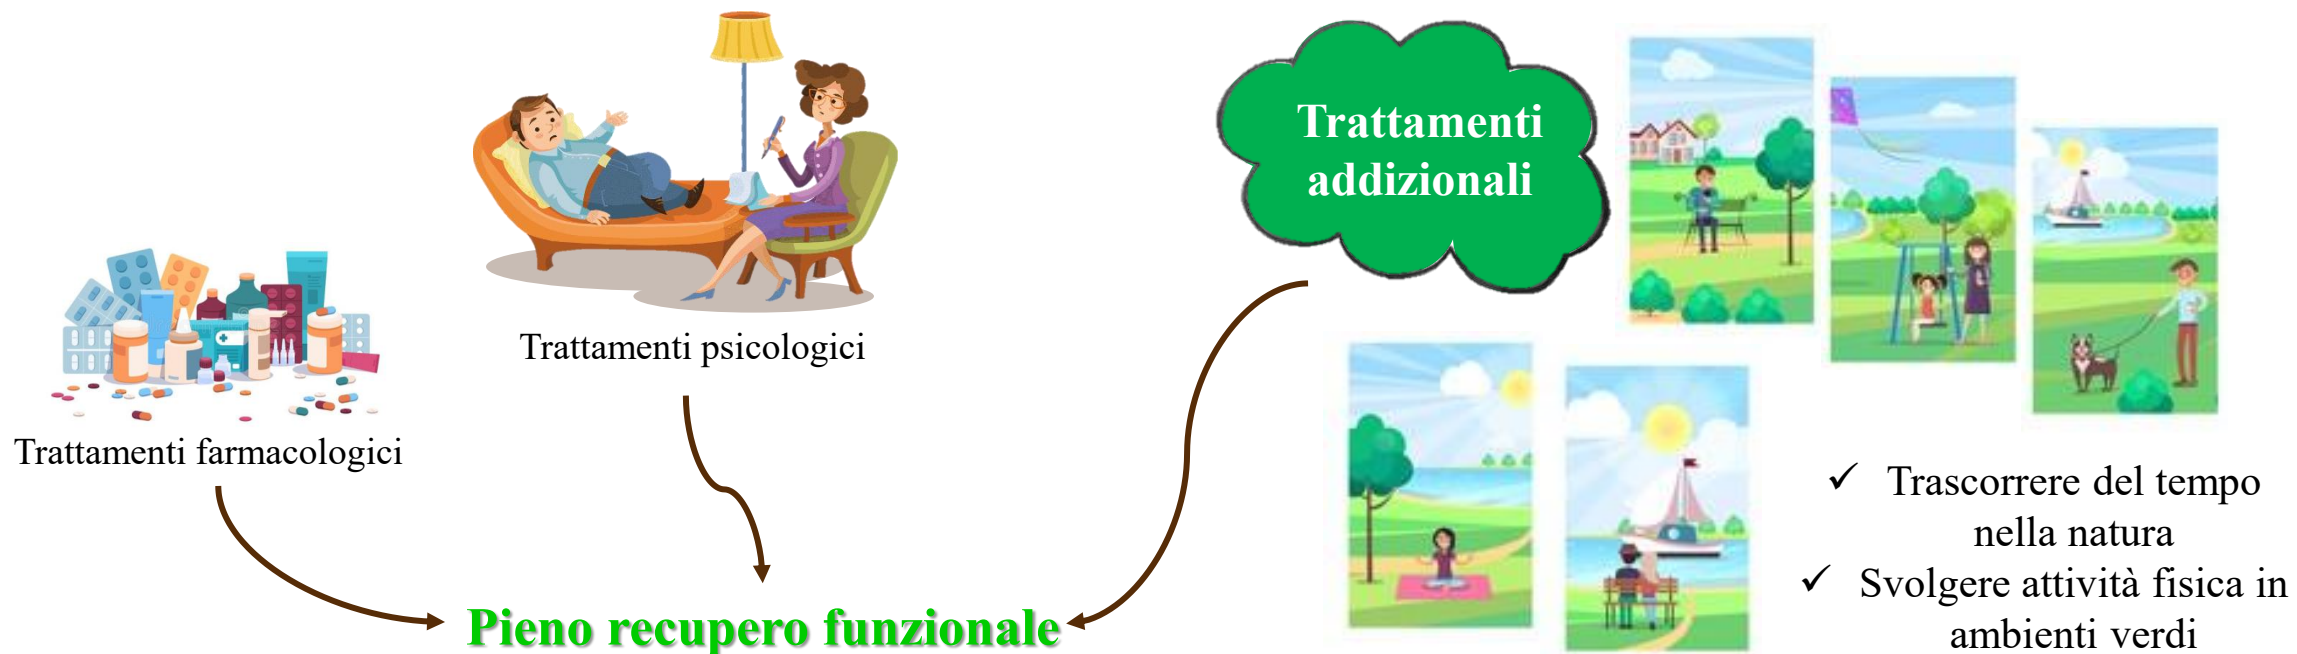 Trattamenti
addizionali
Trattamenti psicologici
Trattamenti farmacologici
✓ Trascorrere del tempo
nella natura
✓ Svolgere attività fisica in
ambienti verdi
Pieno recupero funzionale